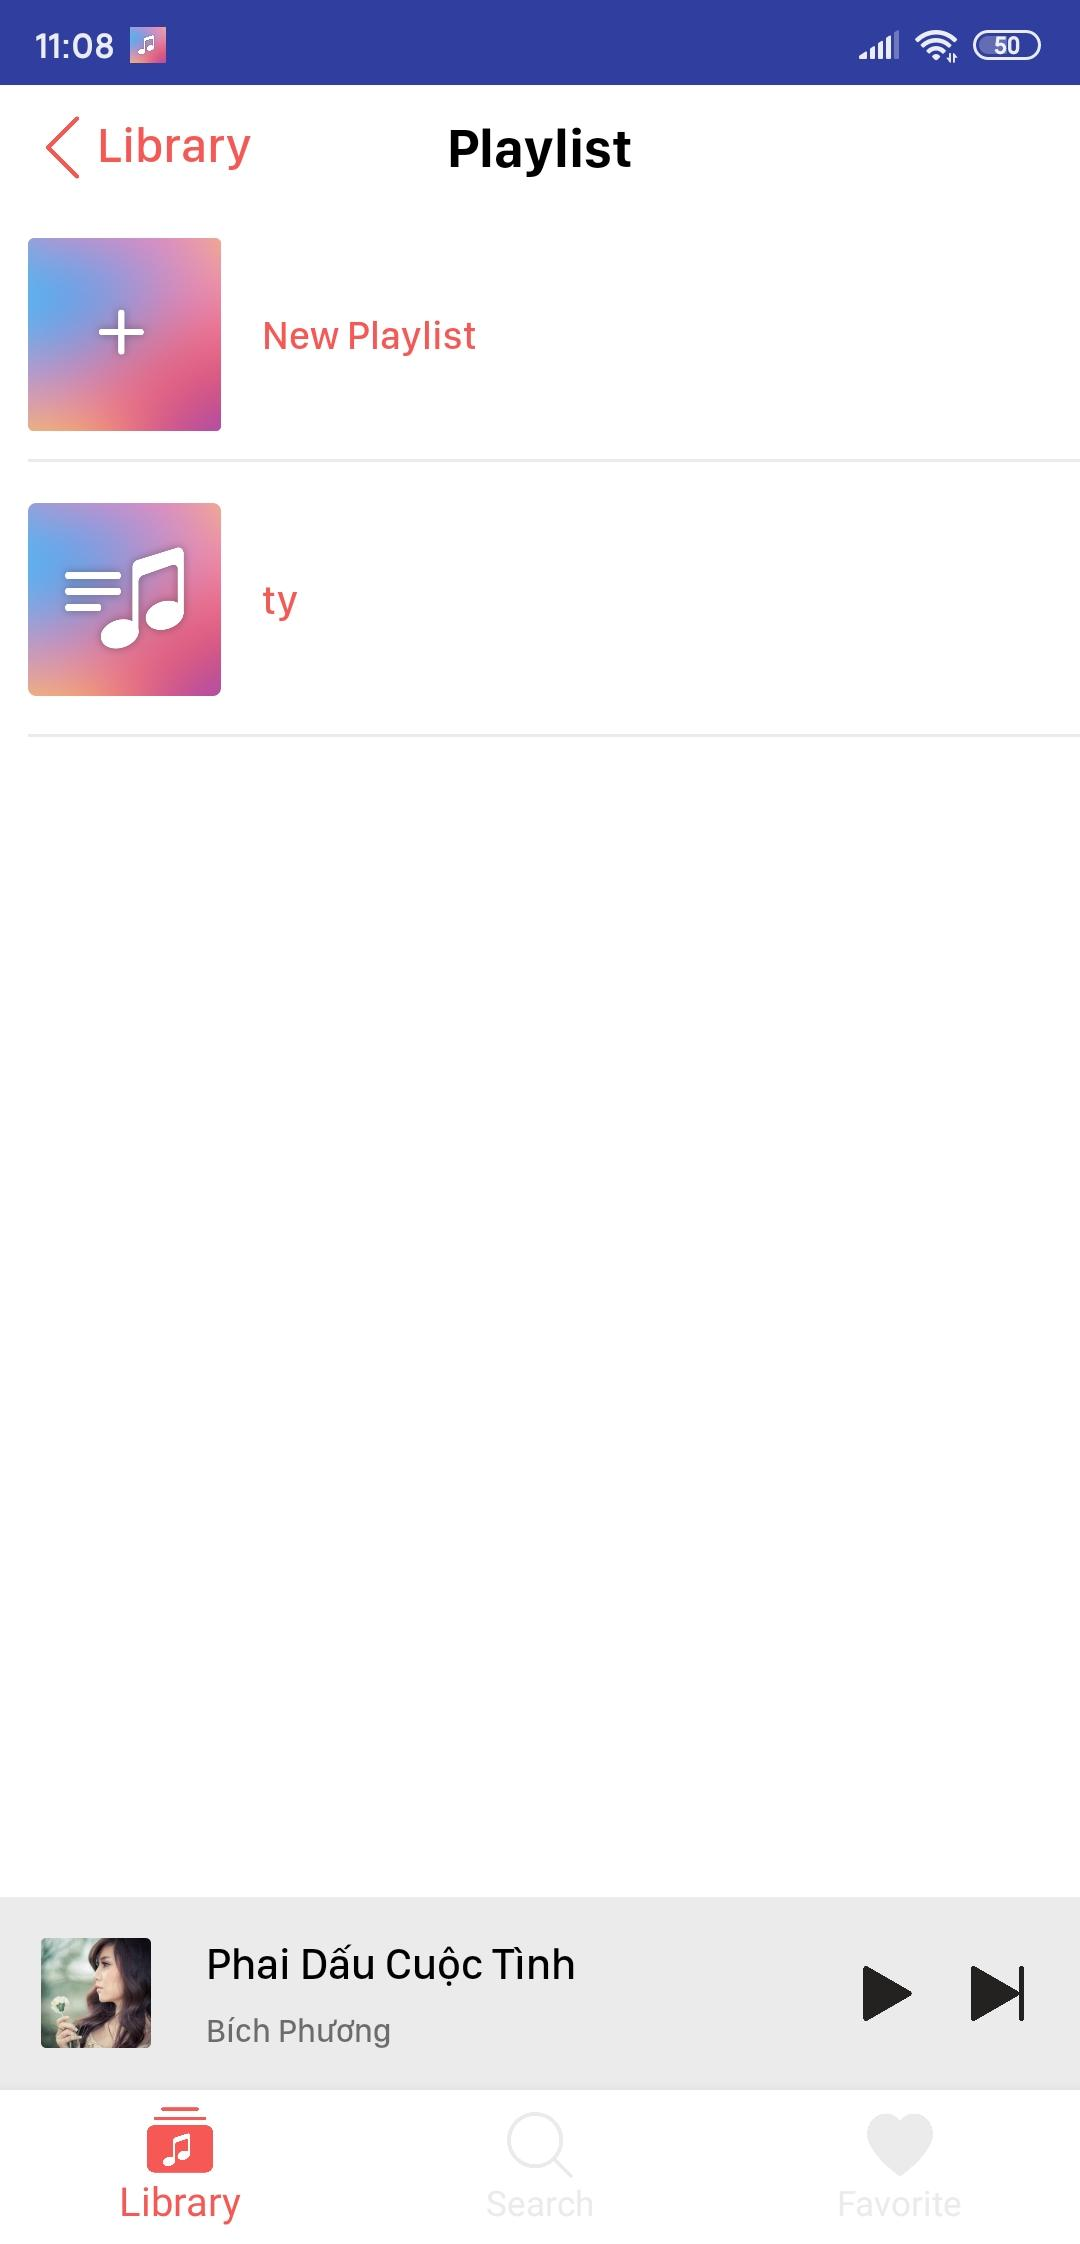 11:08
50
Library
Playlist
New Playlist
ty
Phai Dấu Cuộc Tình
Bích Phương
Library
Search
Favorite